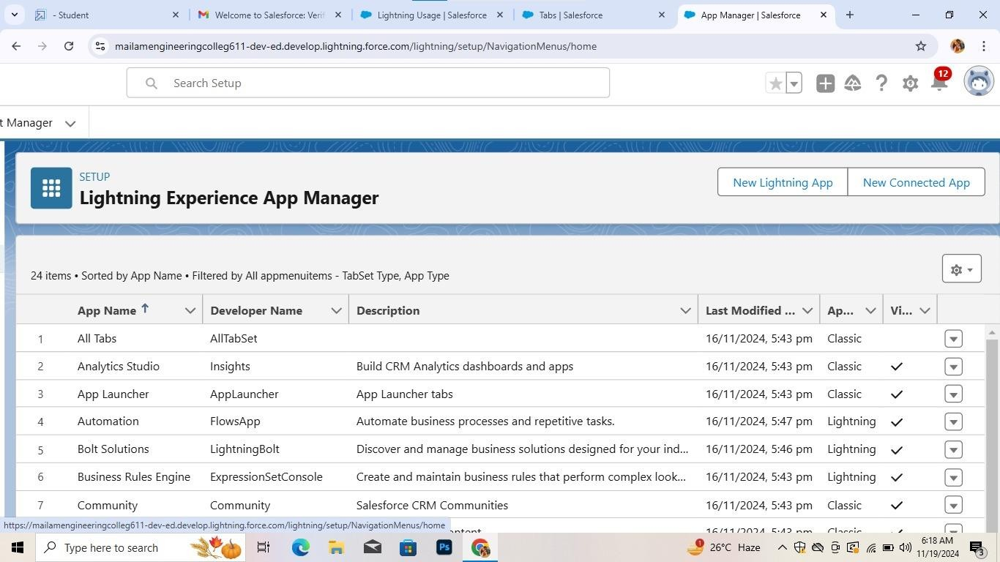 - Student
Welcome to Salesforce: Verif
Lightning Usage | Salesforce
Tabs | Salesforce
App Manager | Salesforce
mailamengineeringcolleg611-dev-ed.develop.lightning.force.com/lightning/setup/NavigationMenus/home
Search Setup
12
t Manager
SETUP
Lightning Experience App Manager
New Lightning App
New Connected App
24 items • Sorted by App Name • Filtered by All appmenuitems - TabSet Type, App Type
App Name Developer Name Description Last Modified ... Ap... Vi...
1 All Tabs AllTabSet 16/11/2024, 5:43 pm Classic
2 Analytics Studio Insights Build CRM Analytics dashboards and apps 16/11/2024, 5:43 pm Classic
3 App Launcher AppLauncher App Launcher tabs 16/11/2024, 5:43 pm Classic
4 Automation FlowsApp Automate business processes and repetitive tasks. 16/11/2024, 5:47 pm Lightning
5 Bolt Solutions LightningBolt Discover and manage business solutions designed for your ind... 16/11/2024, 5:46 pm Lightning
6 Business Rules Engine ExpressionSetConsole Create and maintain business rules that perform complex look... 16/11/2024, 5:43 pm Lightning
7 Community Community Salesforce CRM Communities 16/11/2024, 5:43 pm Classic
16/11/2024, 5:43 pm Classic
https://mailamengineeringcolleg611-dev-ed.develop.lightning.force.com/lightning/setup/NavigationMenus/home
Type here to search
Ps
1
26°C Haze
6:18 AM
11/19/2024
3